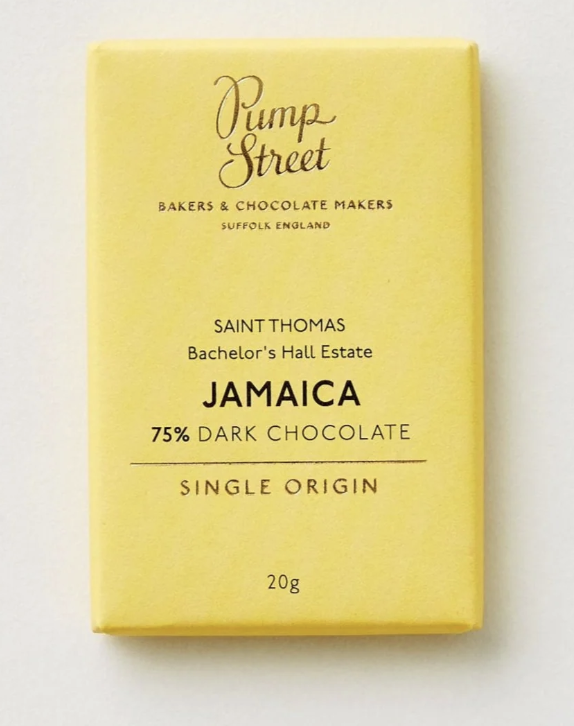 Pump
Street
BAKERS & CHOCOLATE MAKERS
SUFFOLK ENGLAND
SAINT THOMAS
Bachelor's Hall Estate
JAMAICA
75% DARK CHOCOLATE
SINGLE ORIGIN
20g